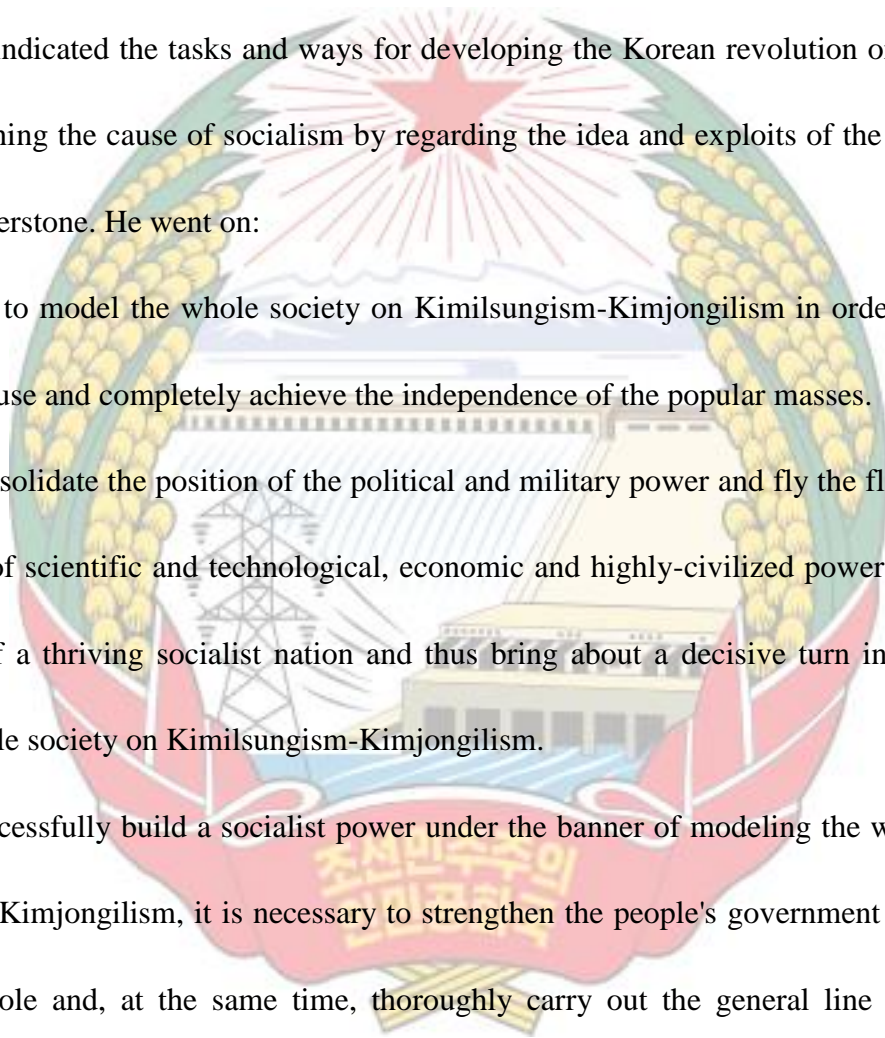 indicated the tasks and ways for developing the Korean revolution o
ning the cause of socialism by regarding the idea and exploits of the
erstone. He went on:
to model the whole society on Kimilsungism-Kimjongilism in orde
use and completely achieve the independence of the popular masses.
solidate the position of the political and military power and fly the fl
of scientific and technological, economic and highly-civilized power
f a thriving socialist nation and thus bring about a decisive turn in
le society on Kimilsungism-Kimjongilism.
cessfully build a socialist power under the banner of modeling the w
조선민주주의
Kimjongilism, it is necessary to strengthen the people's government
인민공화국
ole and, at the same time, thoroughly carry out the general line